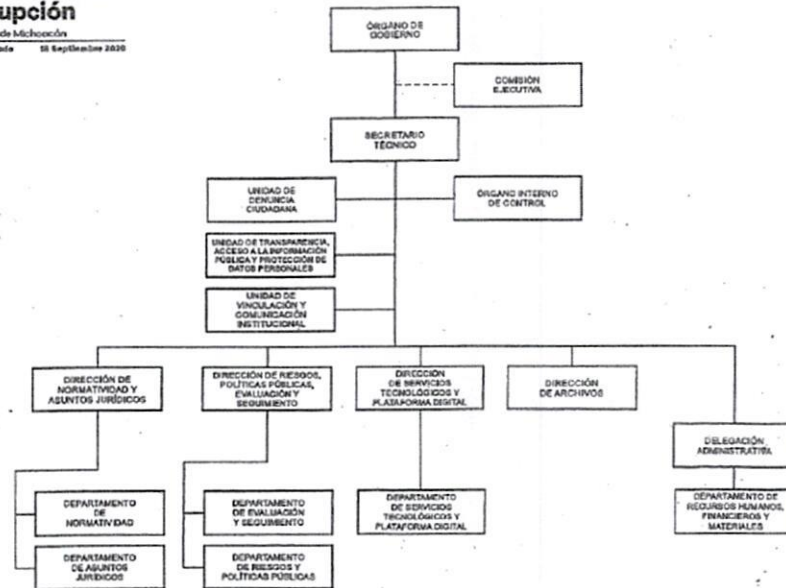 upción
de Michoacán
18 Septiembre 2020
ÓRGANO DE
GOBIERNO
COMISIÓN
EJECUTIVA
SECRETARIO
TÉCNICO
UNIDAD DE
DENUNCIA
CIUDADANA
ÓRGANO INTERNO
DE CONTROL
UNIDAD DE TRANSPARENCIA,
ACCESO A LA INFORMACIÓN
PÚBLICA Y PROTECCIÓN DE
DATOS PERSONALES
UNIDAD DE
VINCULACIÓN Y
COMUNICACIÓN
INSTITUCIONAL
DIRECCIÓN DE
NORMATIVIDAD Y
ASUNTOS JURÍDICOS
DIRECCIÓN DE RIESGOS,
POLÍTICAS PÚBLICAS,
EVALUACIÓN Y
SEGUIMIENTO
DIRECCIÓN
DE SERVICIOS
TECNOLÓGICOS Y
PLATAFORMA DIGITAL
DIRECCIÓN
DE ARCHIVOS
DELEGACIÓN
ADMINISTRATIVA
DEPARTAMENTO
DE
NORMATIVIDAD
DEPARTAMENTO
DE EVALUACIÓN
Y SEGUIMIENTO
DEPARTAMENTO
DE SERVICIOS
TECNOLÓGICOS Y
PLATAFORMA DIGITAL
DEPARTAMENTO DE
RECURSOS HUMANOS,
FINANCIEROS Y
MATERIALES
DEPARTAMENTO
DE ASUNTOS
JURÍDICOS
DEPARTAMENTO
DE RIESGOS Y
POLÍTICAS PÚBLICAS